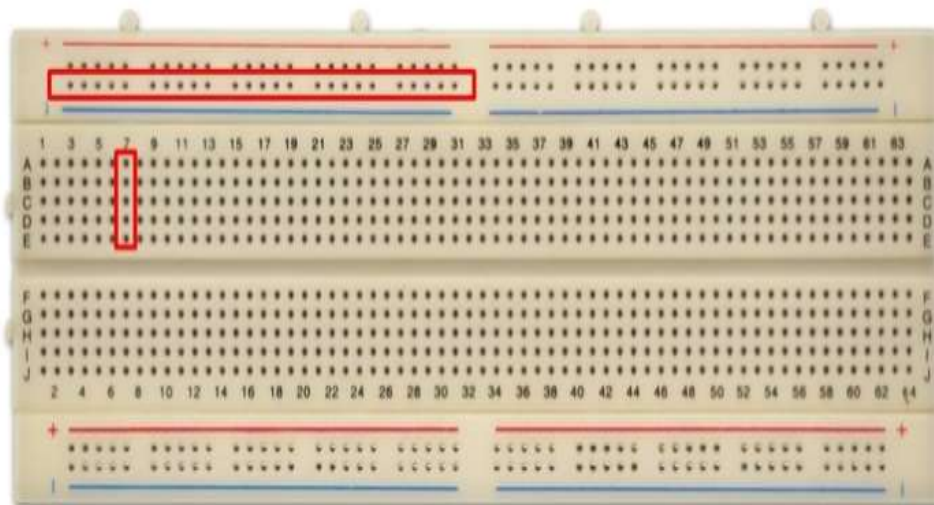 + +
- -
1 3 5 7 9 11 13 15 17 19 21 23 25 27 29 31 33 35 37 39 41 43 45 47 49 51 53 55 57 59 61 63
A A
B B
C C
D D
E E
F F
G G
H H
I I
J J
2 4 6 8 10 12 14 16 18 20 22 24 26 28 30 32 34 36 38 40 42 44 46 48 50 52 54 56 58 60 62 64
+ +
- -